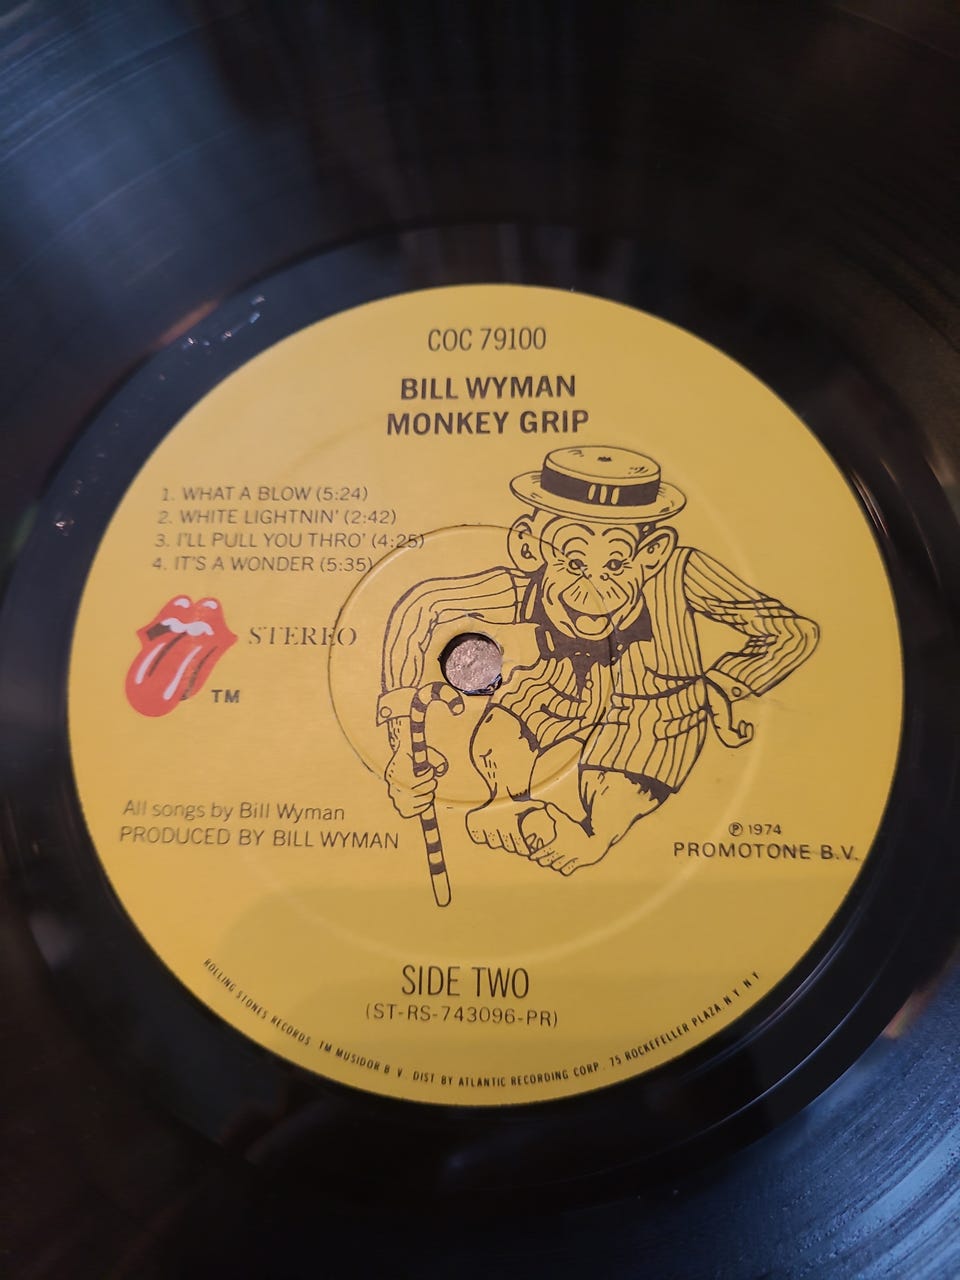 COC 79100
BILL WYMAN
MONKEY GRIP
1. WHAT A BLOW (5:24)
2. WHITE LIGHTNIN' (2:42)
3. I'LL PULL YOU THRO' (4:25)
4. IT'S A WONDER (5:35)
STEREO
TM
All songs by Bill Wyman
PRODUCED BY BILL WYMAN
℗ 1974
PROMOTONE B.V.
SIDE TWO
(ST-RS-743096-PR)
ROLLING STONES RECORDS. TM MUSIDOR B V. DIST BY ATLANTIC RECORDING CORP. 75 ROCKEFELLER PLAZA N Y N Y